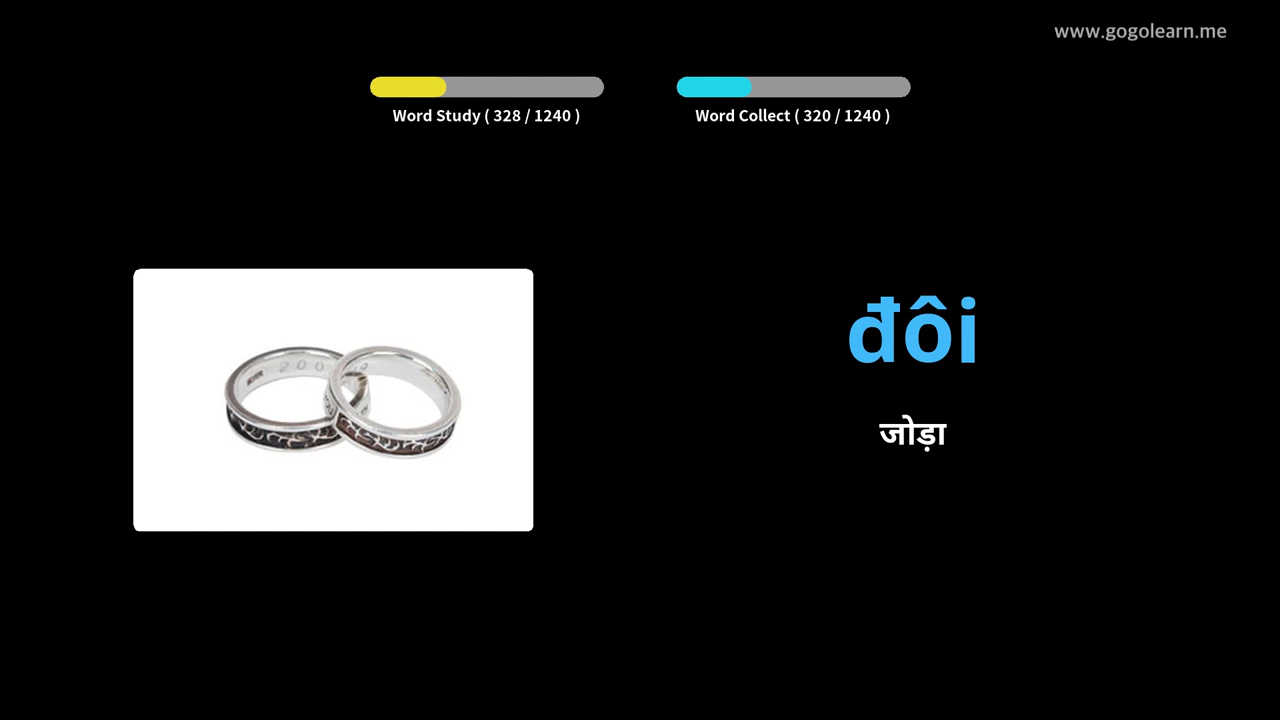 www.gogolearn.me
Word Study ( 328 / 1240 )
Word Collect ( 320 / 1240 )
đôi
जोड़ा